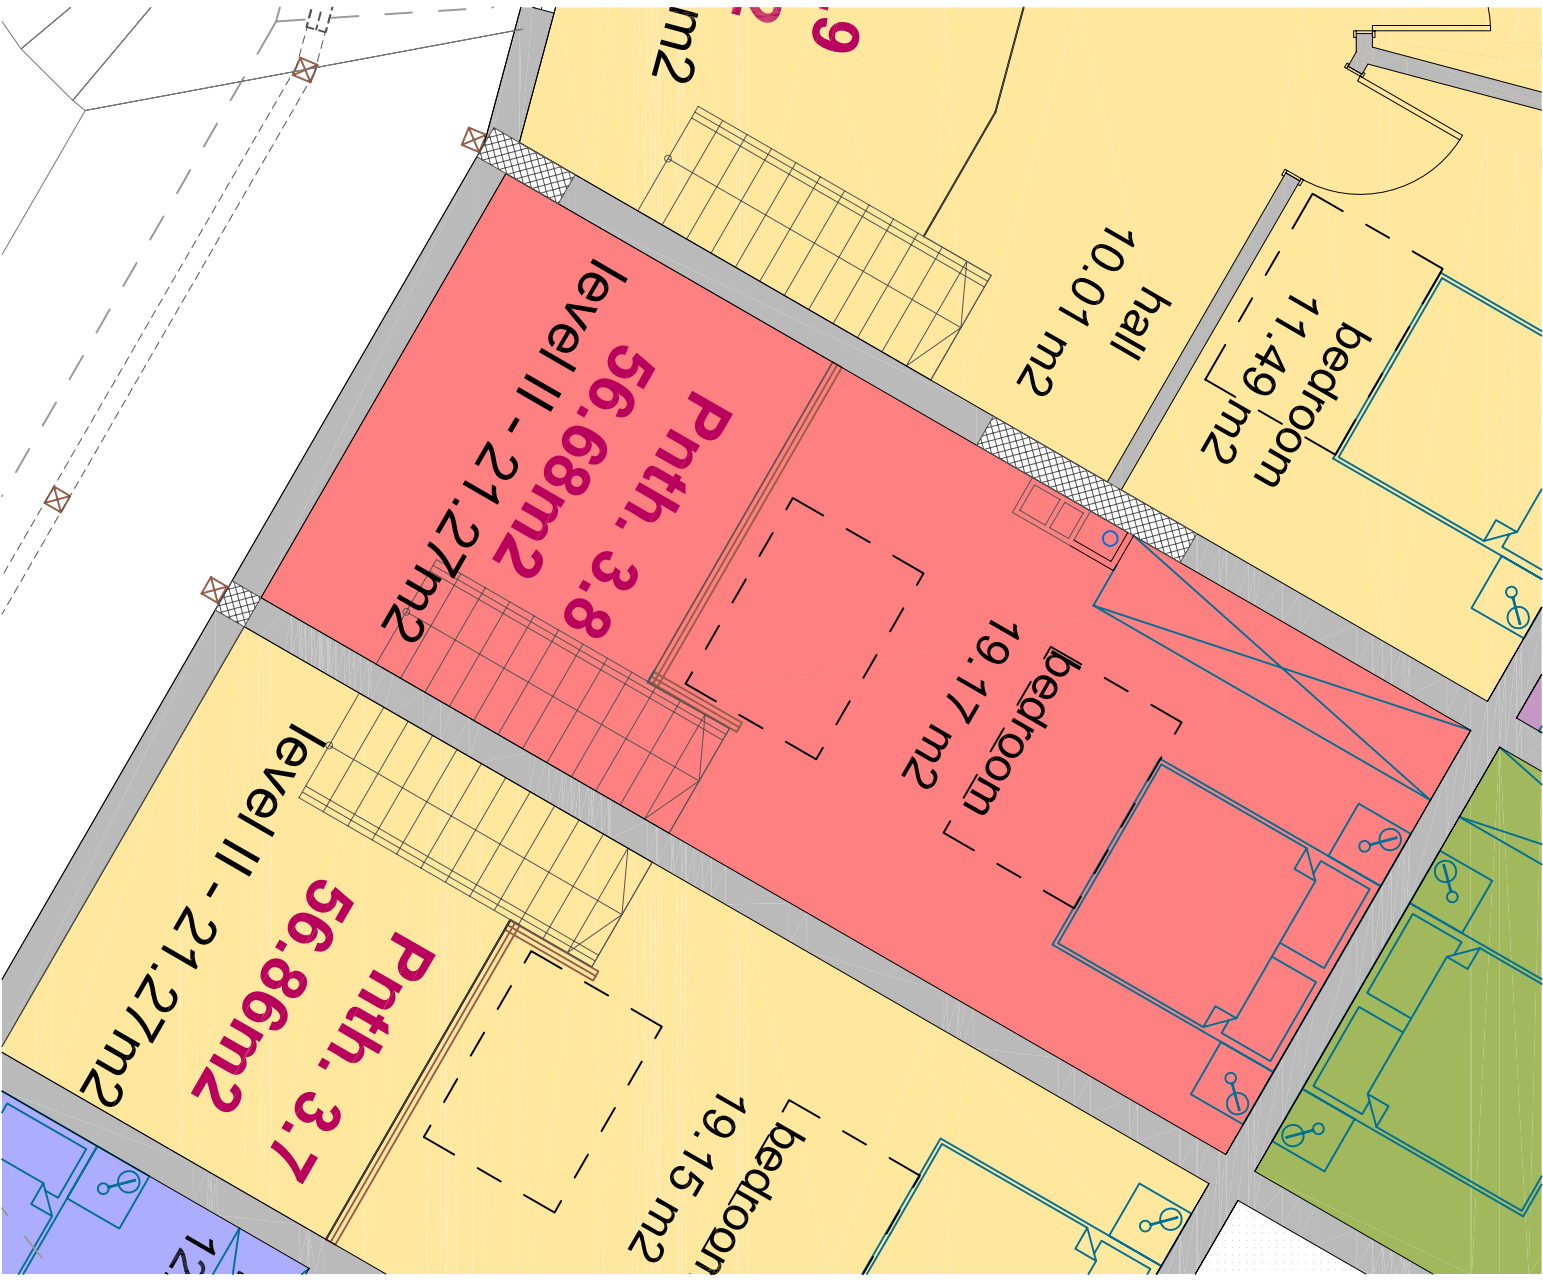 m2
hall
10.01 m2
bedroom
11.49 m2
Pnth. 3.8
56.68m2
level II - 21.27m2
bedroom
19.17 m2
Pnth. 3.7
56.86m2
level II - 21.27m2
bedroom
19.15 m2